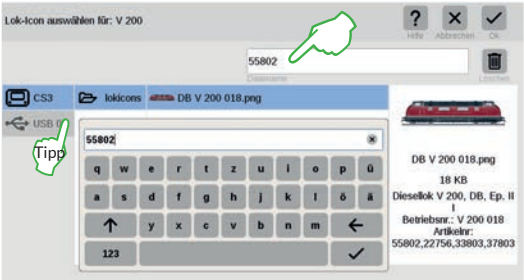 Lok-Icon auswählen für: V 200
?
Hilfe
Abbrechen
Ok
55802
Dateiname
Löschen
CS3
lokicons
DB V 200 018.png
USB
Tipp
55802
q w e r t z u i o p ü
a s d f g h j k l ö ä
y x c v b n m
123
DB V 200 018.png
18 KB
Diesellok V 200, DB, Ep. II
I
Betriebsnr.: V 200 018
Artikelnr:
55802,22756,33803,37803